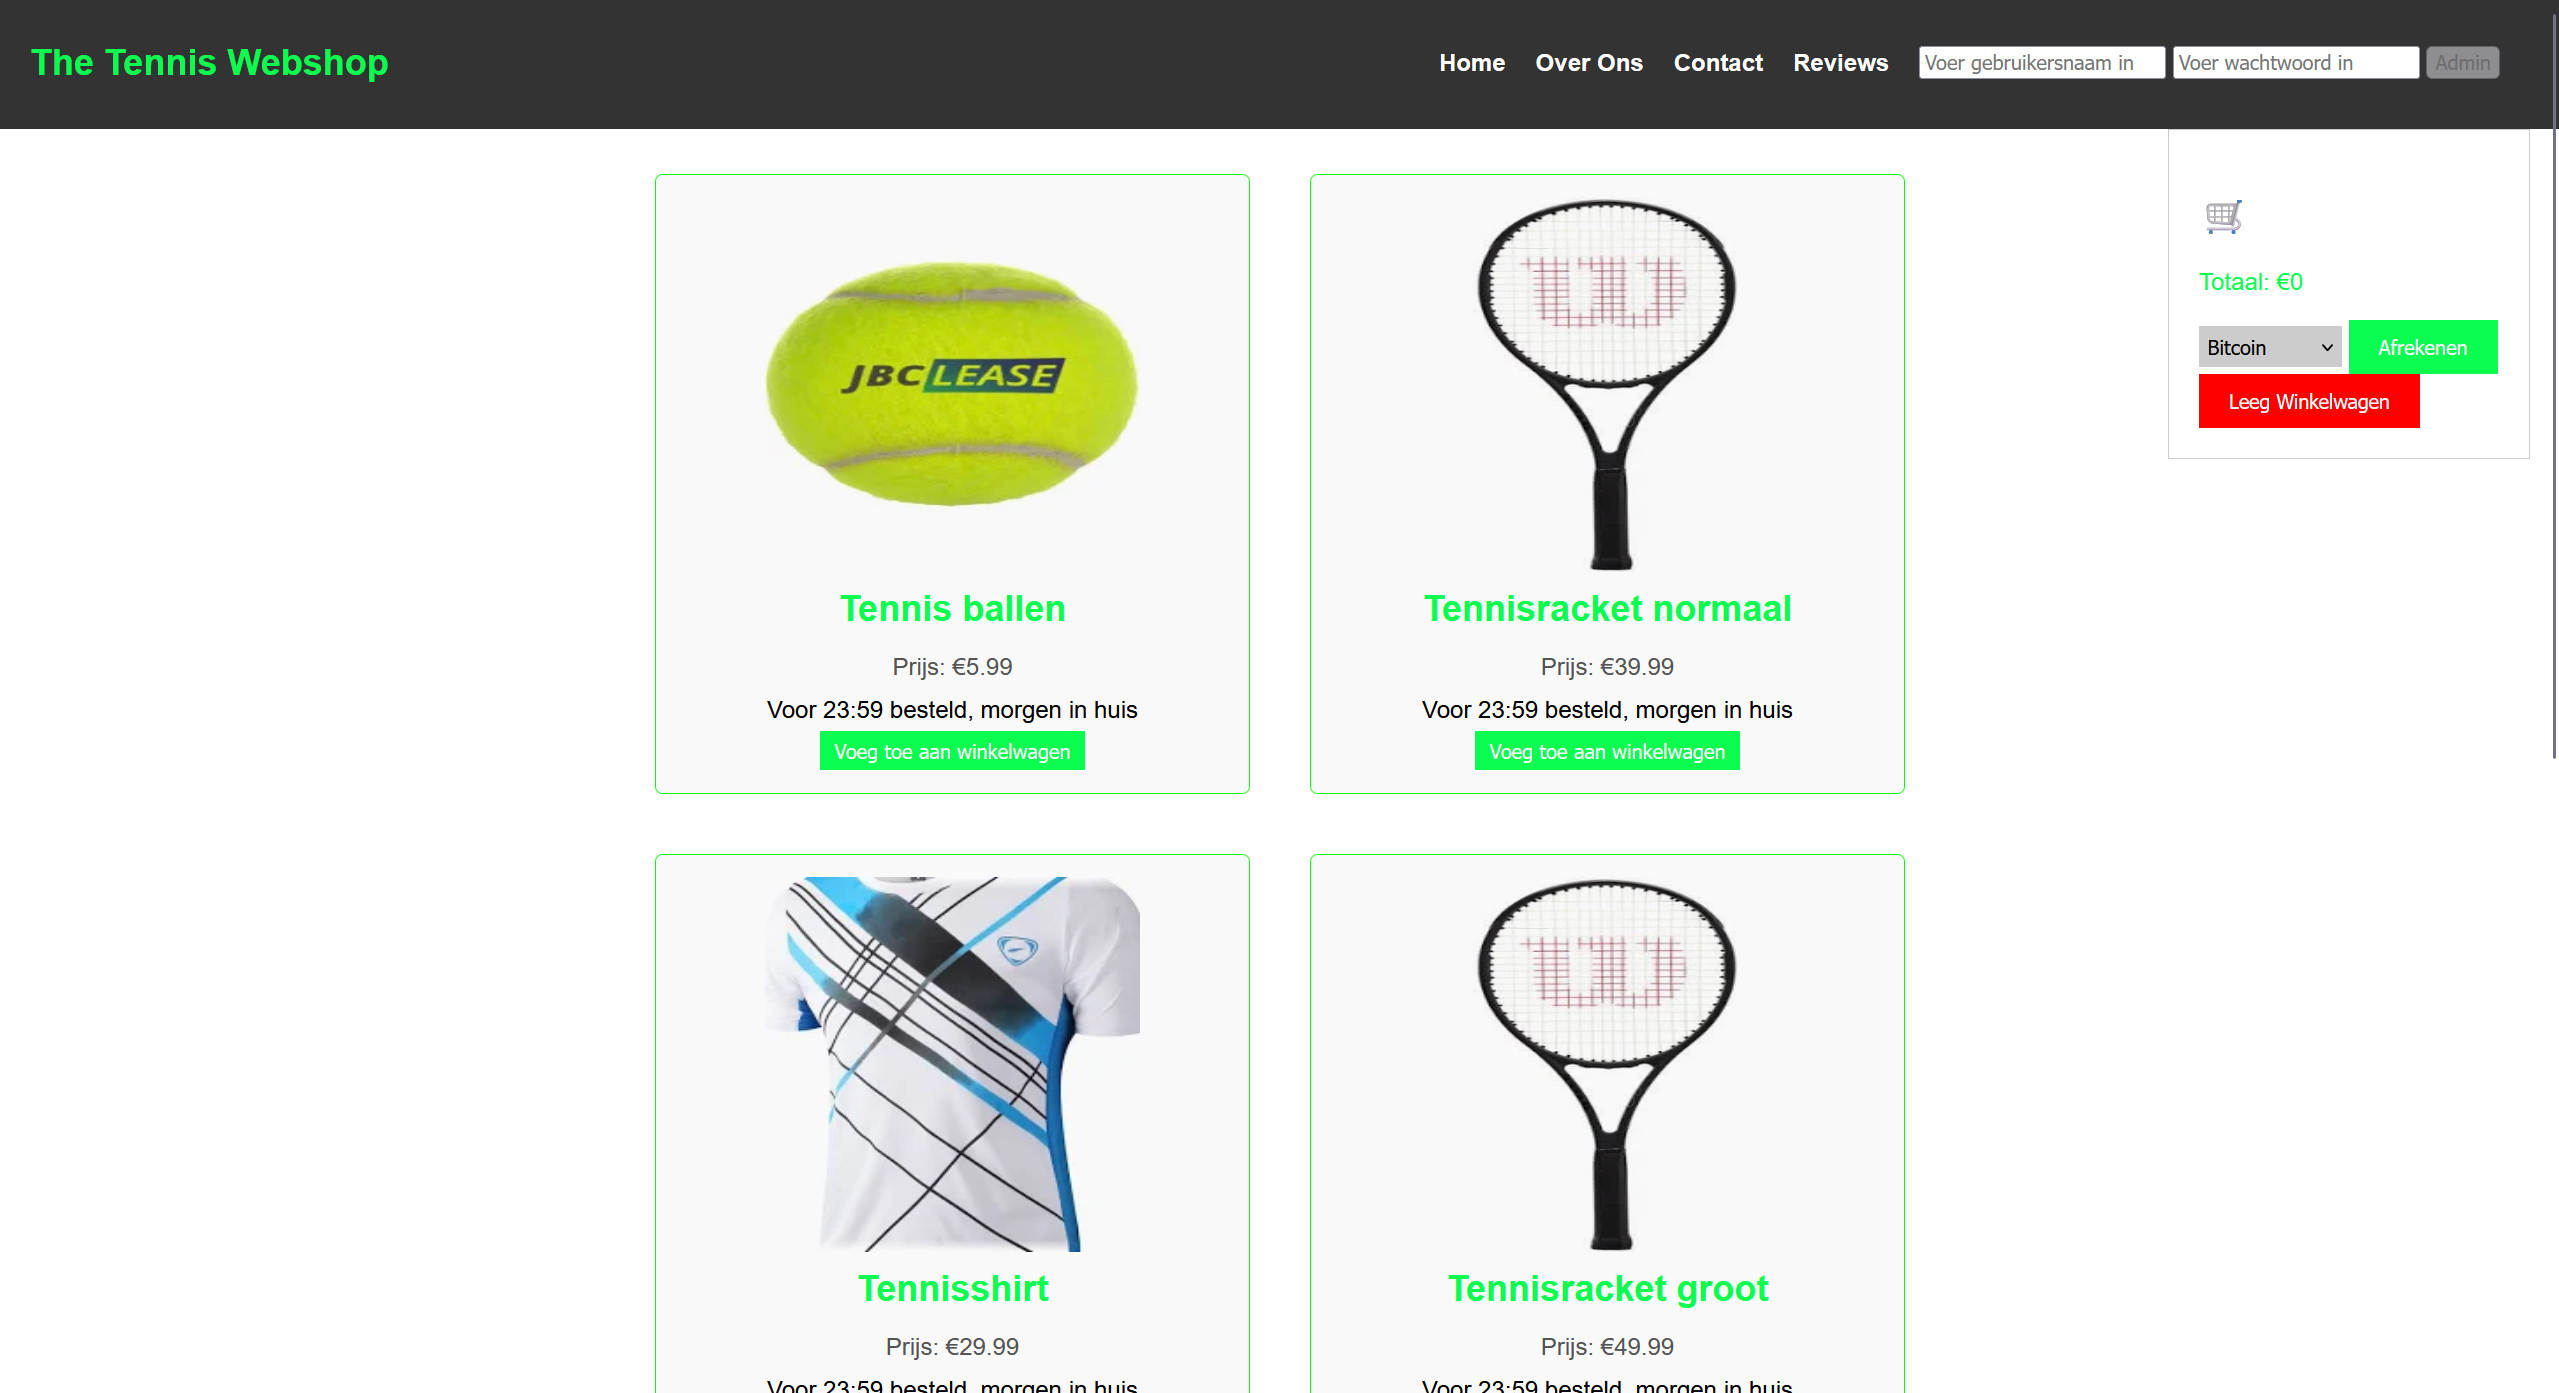 The Tennis Webshop
Home Over Ons Contact Reviews Voer gebruikersnaam in Voer wachtwoord in Admin
Totaal: €0
Bitcoin Afrekenen
Leeg Winkelwagen
JBC LEASE
Tennis ballen
Prijs: €5.99
Voor 23:59 besteld, morgen in huis
Voeg toe aan winkelwagen
Tennisracket normaal
Prijs: €39.99
Voor 23:59 besteld, morgen in huis
Voeg toe aan winkelwagen
Tennisshirt
Prijs: €29.99
Voor 23:59 besteld, morgen in huis
Tennisracket groot
Prijs: €49.99
Voor 23:59 besteld, morgen in huis